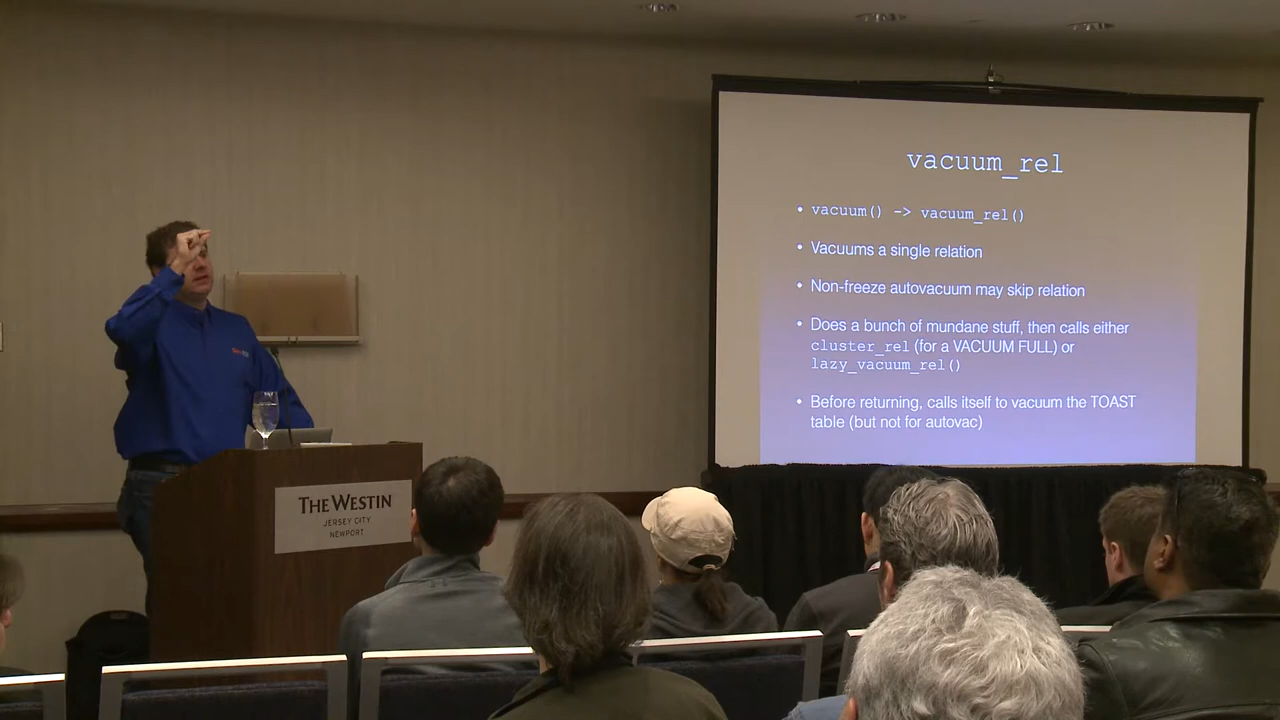 vacuum_rel
• vacuum() -> vacuum_rel()
• Vacuums a single relation
• Non-freeze autovacuum may skip relation
• Does a bunch of mundane stuff, then calls either
cluster_rel (for a VACUUM FULL) or
lazy_vacuum_rel()
• Before returning, calls itself to vacuum the TOAST
table (but not for autovac)
THE WESTIN
JERSEY CITY
NEWPORT